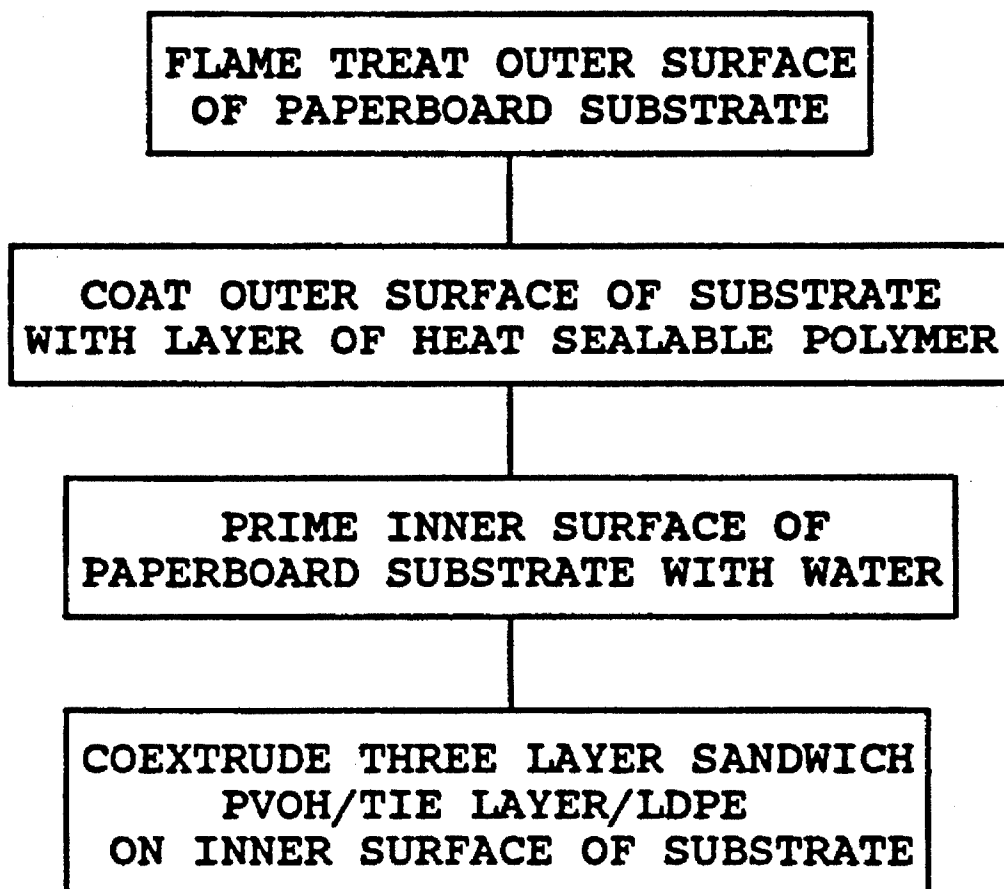 FLAME TREAT OUTER SURFACE
OF PAPERBOARD SUBSTRATE
COAT OUTER SURFACE OF SUBSTRATE
WITH LAYER OF HEAT SEALABLE POLYMER
PRIME INNER SURFACE OF
PAPERBOARD SUBSTRATE WITH WATER
COEXTRUDE THREE LAYER SANDWICH
PVOH/TIE LAYER/LDPE
ON INNER SURFACE OF SUBSTRATE